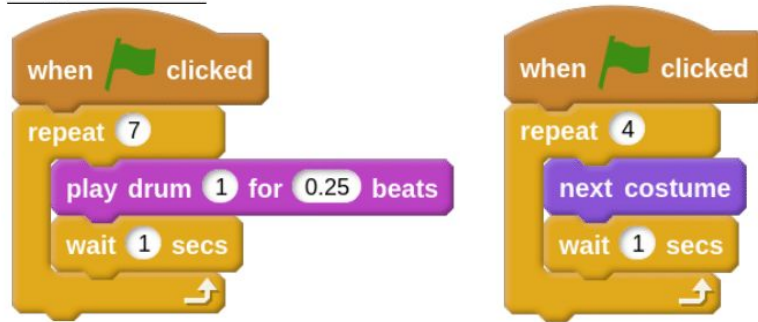 when clicked
repeat 7
play drum 1 for 0.25 beats
wait 1 secs
when clicked
repeat 4
next costume
wait 1 secs